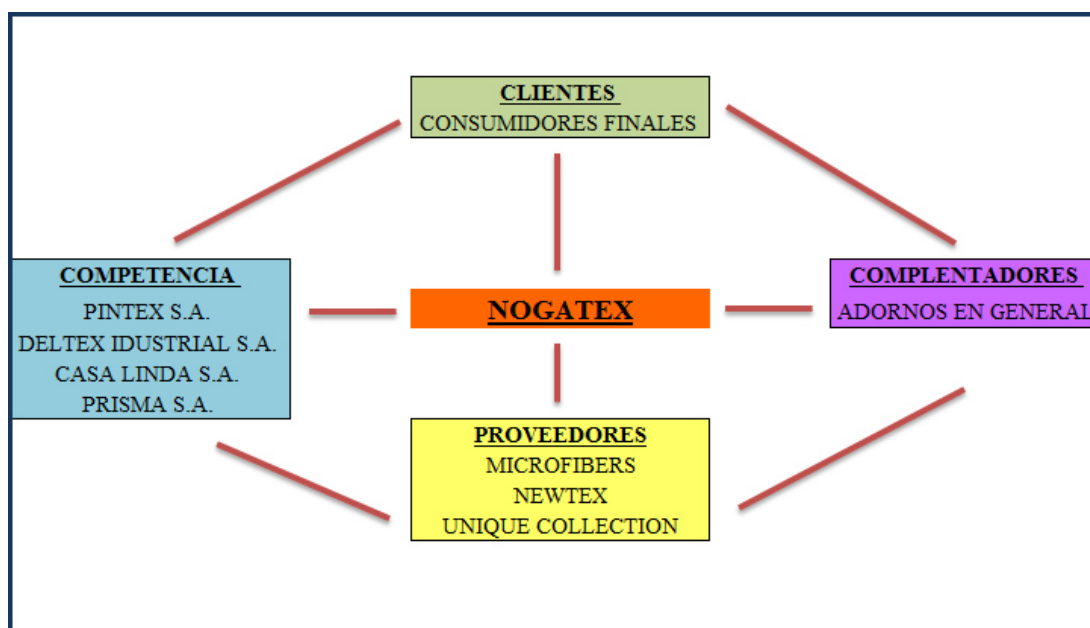 CLIENTES
CONSUMIDORES FINALES
COMPETENCIA
PINTEX S.A.
DELTEX IDUSTRIAL S.A.
CASA LINDA S.A.
PRISMA S.A.
NOGATEX
COMPLENTADORES
ADORNOS EN GENERAL
PROVEEDORES
MICROFIBERS
NEWTEX
UNIQUE COLLECTION